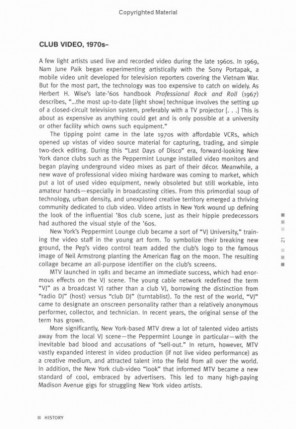 Copyrighted Material
CLUB VIDEO, 1970s–
A few light artists used live and recorded video during the late 1960s. In 1969,
Nam June Paik began experimenting artistically with the Sony Portapak, a
mobile video unit developed for television reporters covering the Vietnam War.
But for the most part, the technology was too expensive to catch on widely. As
Herbert H. Wise's late-'60s handbook Professional Rock and Roll (1967)
describes, "...the most up-to-date [light show] technique involves the setting up
of a closed-circuit television system, preferably with a TV projector [. . .] This is
about as expensive as anything could get and is only possible at a university
or other facility which owns such equipment."
The tipping point came in the late 1970s with affordable VCRs, which
opened up vistas of video source material for capturing, trading, and simple
two-deck editing. During this "Last Days of Disco" era, forward-looking New
York dance clubs such as the Peppermint Lounge installed video monitors and
began playing underground video mixes as part of their décor. Meanwhile, a
new wave of professional video mixing hardware was coming to market, which
put a lot of used video equipment, newly obsoleted but still workable, into
amateur hands—especially in broadcasting cities. From this primordial soup of
technology, urban density, and unexplored creative territory emerged a thriving
community dedicated to club video. Video artists in New York wound up defining
the look of the influential '80s club scene, just as their hippie predecessors
had authored the visual style of the '60s.
New York's Peppermint Lounge club became a sort of "VJ University," train-
ing the video staff in the young art form. To symbolize their breaking new
ground, the Pep's video control team added the club's logo to the famous
image of Neil Armstrong planting the American flag on the moon. The resulting
collage became an all-purpose identifier on the club's screens.
MTV launched in 1981 and became an immediate success, which had enor-
mous effects on the VJ scene. The young cable network redefined the term
"VJ" as a broadcast VJ rather than a club VJ, borrowing the distinction from
"radio DJ" (host) versus "club DJ" (turntablist). To the rest of the world, "VJ"
came to designate an onscreen personality rather than a relatively anonymous
performer, collector, and technician. In recent years, the original sense of the
term has grown.
More significantly, New York-based MTV drew a lot of talented video artists
away from the local VJ scene—the Peppermint Lounge in particular—with the
inevitable bad blood and accusations of "sell-out." In return, however, MTV
vastly expanded interest in video production (if not live video performance) as
a creative medium, and attracted talent into the field from all over the world.
In addition, the New York club-video "look" that informed MTV became a new
standard of cool, embraced by advertisers. This led to many high-paying
Madison Avenue gigs for struggling New York video artists.
HISTORY